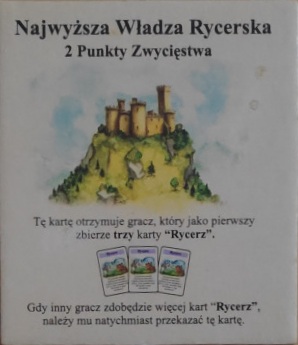 Najwyższa Władza Rycerska
2 Punkty Zwycięstwa
Tę kartę otrzymuje gracz, który jako pierwszy
zbierze trzy karty “Rycerz”.
Gdy inny gracz zdobędzie więcej kart “Rycerz”,
należy mu natychmiast przekazać tę kartę.